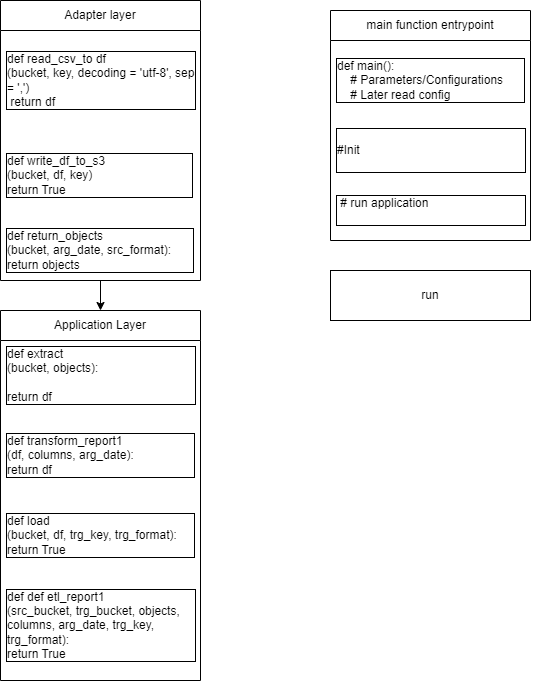 Adapter layer
def read_csv_to df
(bucket, key, decoding = 'utf-8', sep
= ',')
return df
def write_df_to_s3
(bucket, df, key)
return True
def return_objects
(bucket, arg_date, src_format):
return objects
Application Layer
def extract
(bucket, objects):
return df
def transform_report1
(df, columns, arg_date):
return df
def load
(bucket, df, trg_key, trg_format):
return True
def def etl_report1
(src_bucket, trg_bucket, objects,
columns, arg_date, trg_key,
trg_format):
return True
main function entrypoint
def main():
# Parameters/Configurations
# Later read config
#Init
# run application
run